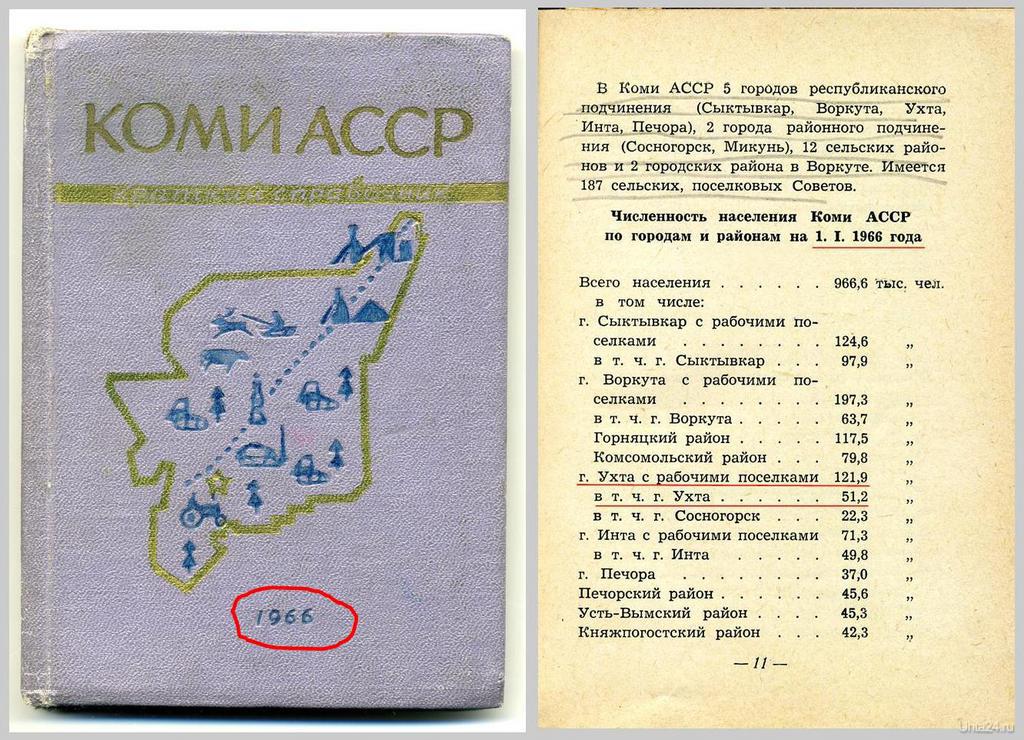 КОМИ АССР
краткий справочник
1966
В Коми АССР 5 городов республиканского
подчинения (Сыктывкар, Воркута, Ухта,
Инта, Печора), 2 города районного подчине-
ния (Сосногорск, Микунь), 12 сельских райо-
нов и 2 городских района в Воркуте. Имеется
187 сельских, поселковых Советов.
Численность населения Коми АССР
по городам и районам на 1. I. 1966 года
Всего населения . . . . . . 966,6 тыс. чел.
в том числе:
г. Сыктывкар с рабочими по-
селками . . . . . . . . 124,6 „
в т. ч. г. Сыктывкар . . . 97,9 „
г. Воркута с рабочими по-
селками . . . . . . . . 197,3 „
в т. ч. г. Воркута . . . . . 63,7 „
Горняцкий район . . . . . 117,5 „
Комсомольский район . . . 79,8 „
г. Ухта с рабочими поселками 121,9 „
в т. ч. г. Ухта . . . . . . 51,2 „
в т. ч. г. Сосногорск . . . 22,3 „
г. Инта с рабочими поселками 71,3 „
в т. ч. г. Инта . . . . . 49,8 „
г. Печора . . . . . . . . 37,0 „
Печорский район . . . . . . 45,6 „
Усть-Вымский район . . . . 45,3 „
Княжпогостский район . . . 42,3 „
— 11 —
Uhta24.ru